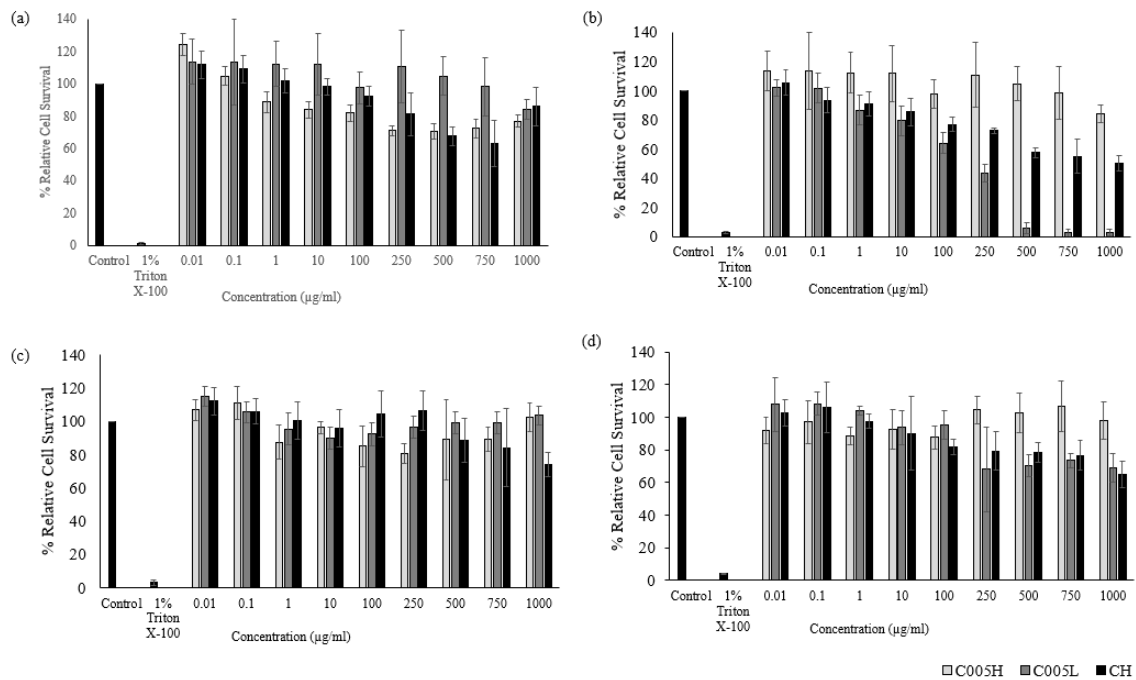 (a)
140
120
100
80
60
40
20
0
% Relative Cell Survival
Control 1% Triton X-100 0.01 0.1 1 10 100 250 500 750 1000
Concentration (µg/ml)
(b)
140
120
100
80
60
40
20
0
% Relative Cell Survival
Control 1% Triton X-100 0.01 0.1 1 10 100 250 500 750 1000
Concentration (µg/ml)
(c)
140
120
100
80
60
40
20
0
% Relative Cell Survival
Control 1% Triton X-100 0.01 0.1 1 10 100 250 500 750 1000
Concentration (µg/ml)
(d)
140
120
100
80
60
40
20
0
% Relative Cell Survival
Control 1% Triton X-100 0.01 0.1 1 10 100 250 500 750 1000
Concentration (µg/ml)
C005H C005L CH